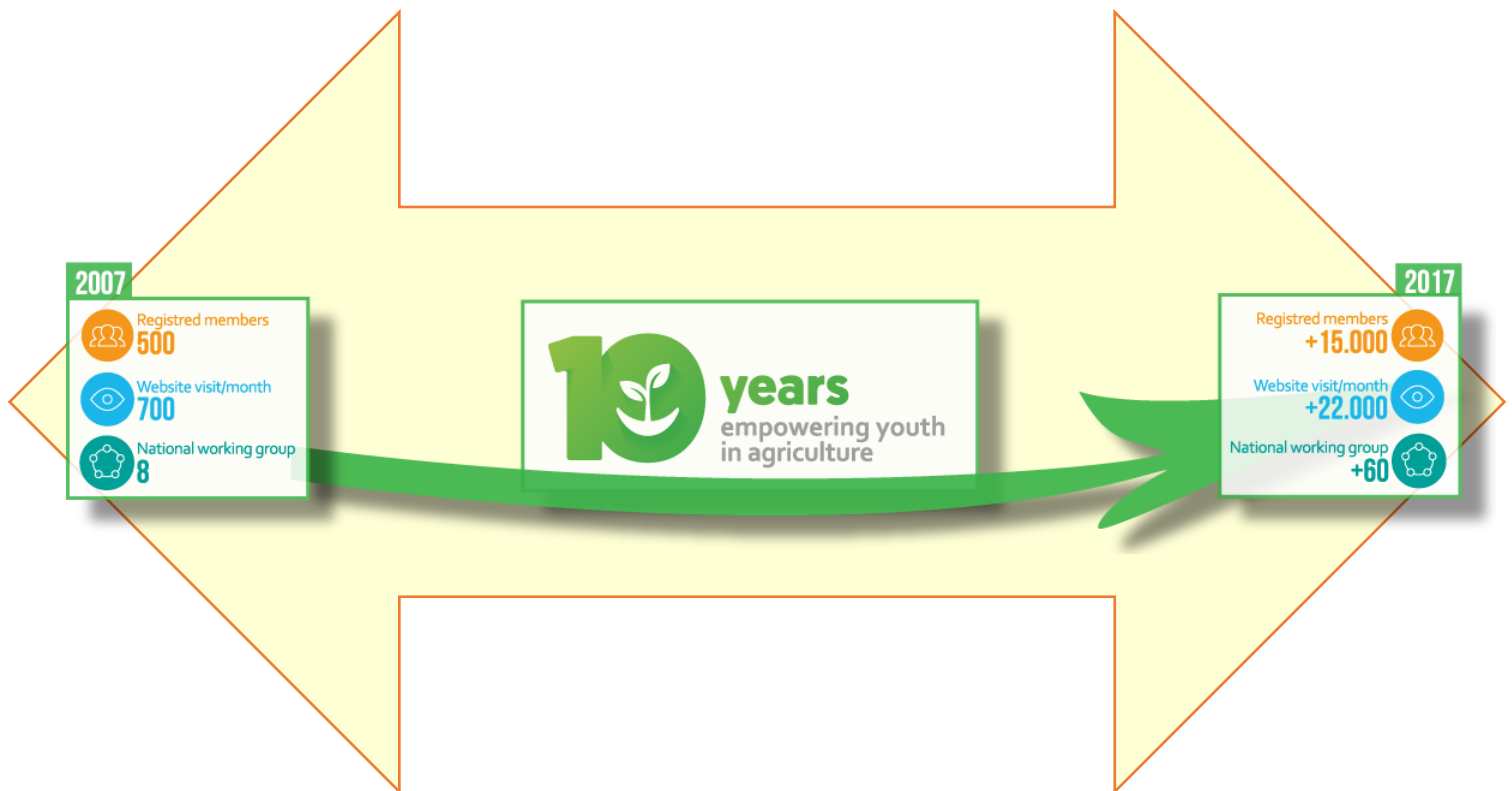 2007
Registred members
500
Website visit/month
700
National working group
8
10 years
empowering youth
in agriculture
2017
Registred members
+15.000
Website visit/month
+22.000
National working group
+60